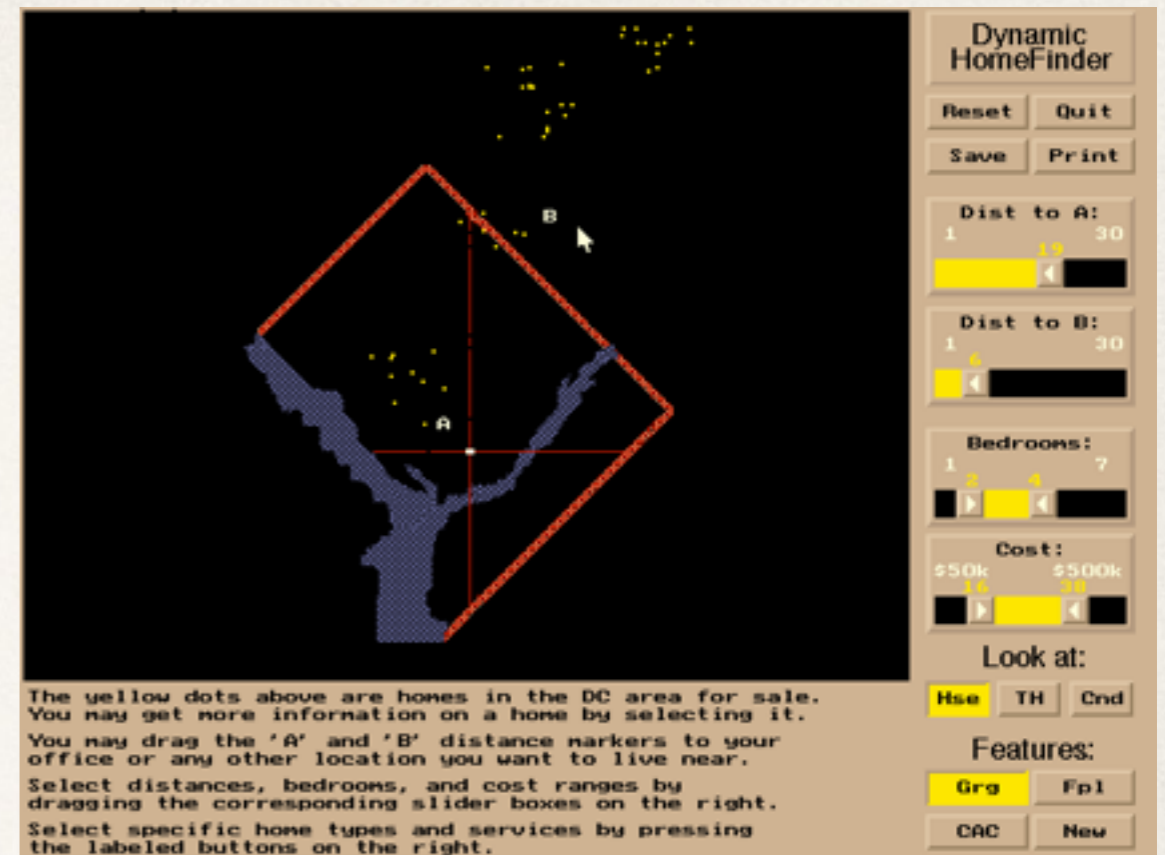 Dynamic
HomeFinder
Reset Quit
Save Print
Dist to A:
1 30
19
Dist to B:
1 30
6
Bedrooms:
1 7
2 4
Cost:
$50k $500k
16 38
Look at:
Hse TH Cnd
Features:
Grg Fpl
CAC New
B
A
The yellow dots above are homes in the DC area for sale.
You may get more information on a home by selecting it.
You may drag the 'A' and 'B' distance markers to your
office or any other location you want to live near.
Select distances, bedrooms, and cost ranges by
dragging the corresponding slider boxes on the right.
Select specific home types and services by pressing
the labeled buttons on the right.